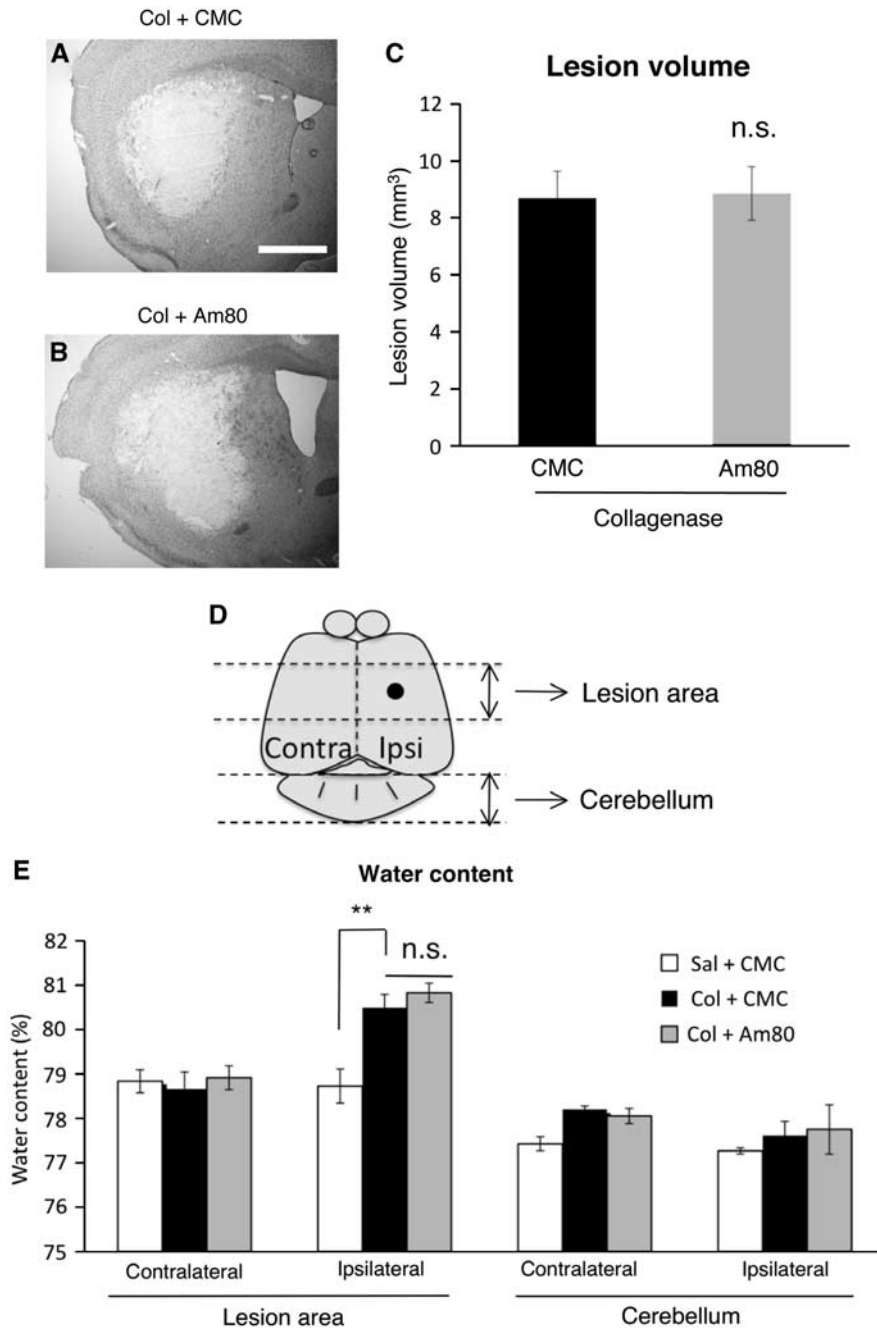 Col + CMC
A
Col + Am80
B
C
Lesion volume
Lesion volume (mm³)
12
10
8
6
4
2
0
n.s.
CMC
Am80
Collagenase
D
Contra
Ipsi
Lesion area
Cerebellum
E
Water content
Water content (%)
82
81
80
79
78
77
76
75
**
n.s.
Sal + CMC
Col + CMC
Col + Am80
Contralateral
Ipsilateral
Contralateral
Ipsilateral
Lesion area
Cerebellum